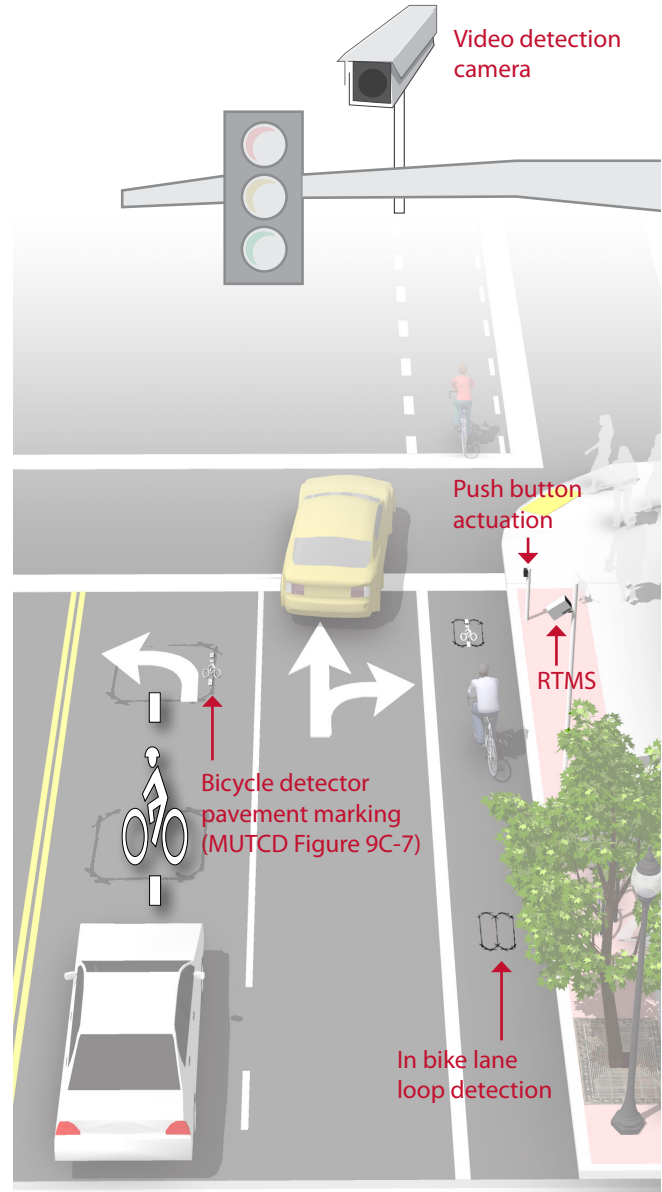 Video detection
camera
Push button
actuation
RTMS
Bicycle detector
pavement marking
(MUTCD Figure 9C-7)
In bike lane
loop detection